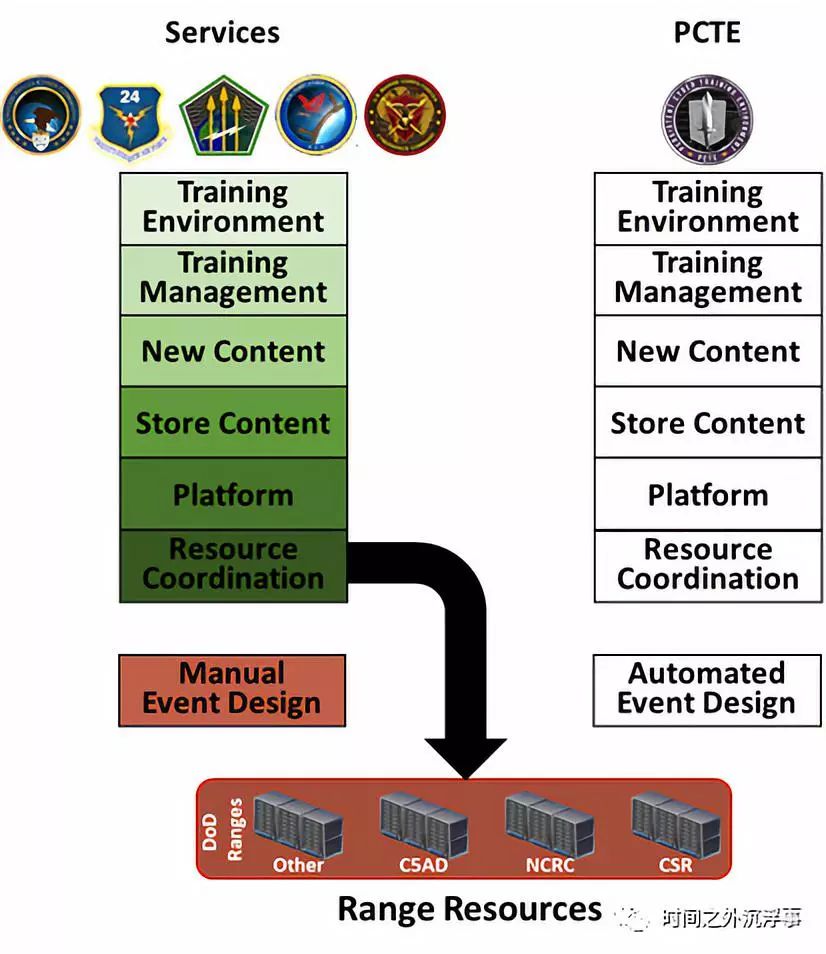 Services
PCTE
24
Training
Environment
Training
Management
New Content
Store Content
Platform
Resource
Coordination
Manual
Event Design
Training
Environment
Training
Management
New Content
Store Content
Platform
Resource
Coordination
Automated
Event Design
DoD
Ranges
Other
C5AD
NCRC
CSR
Range Resources
时间之外沉浮事